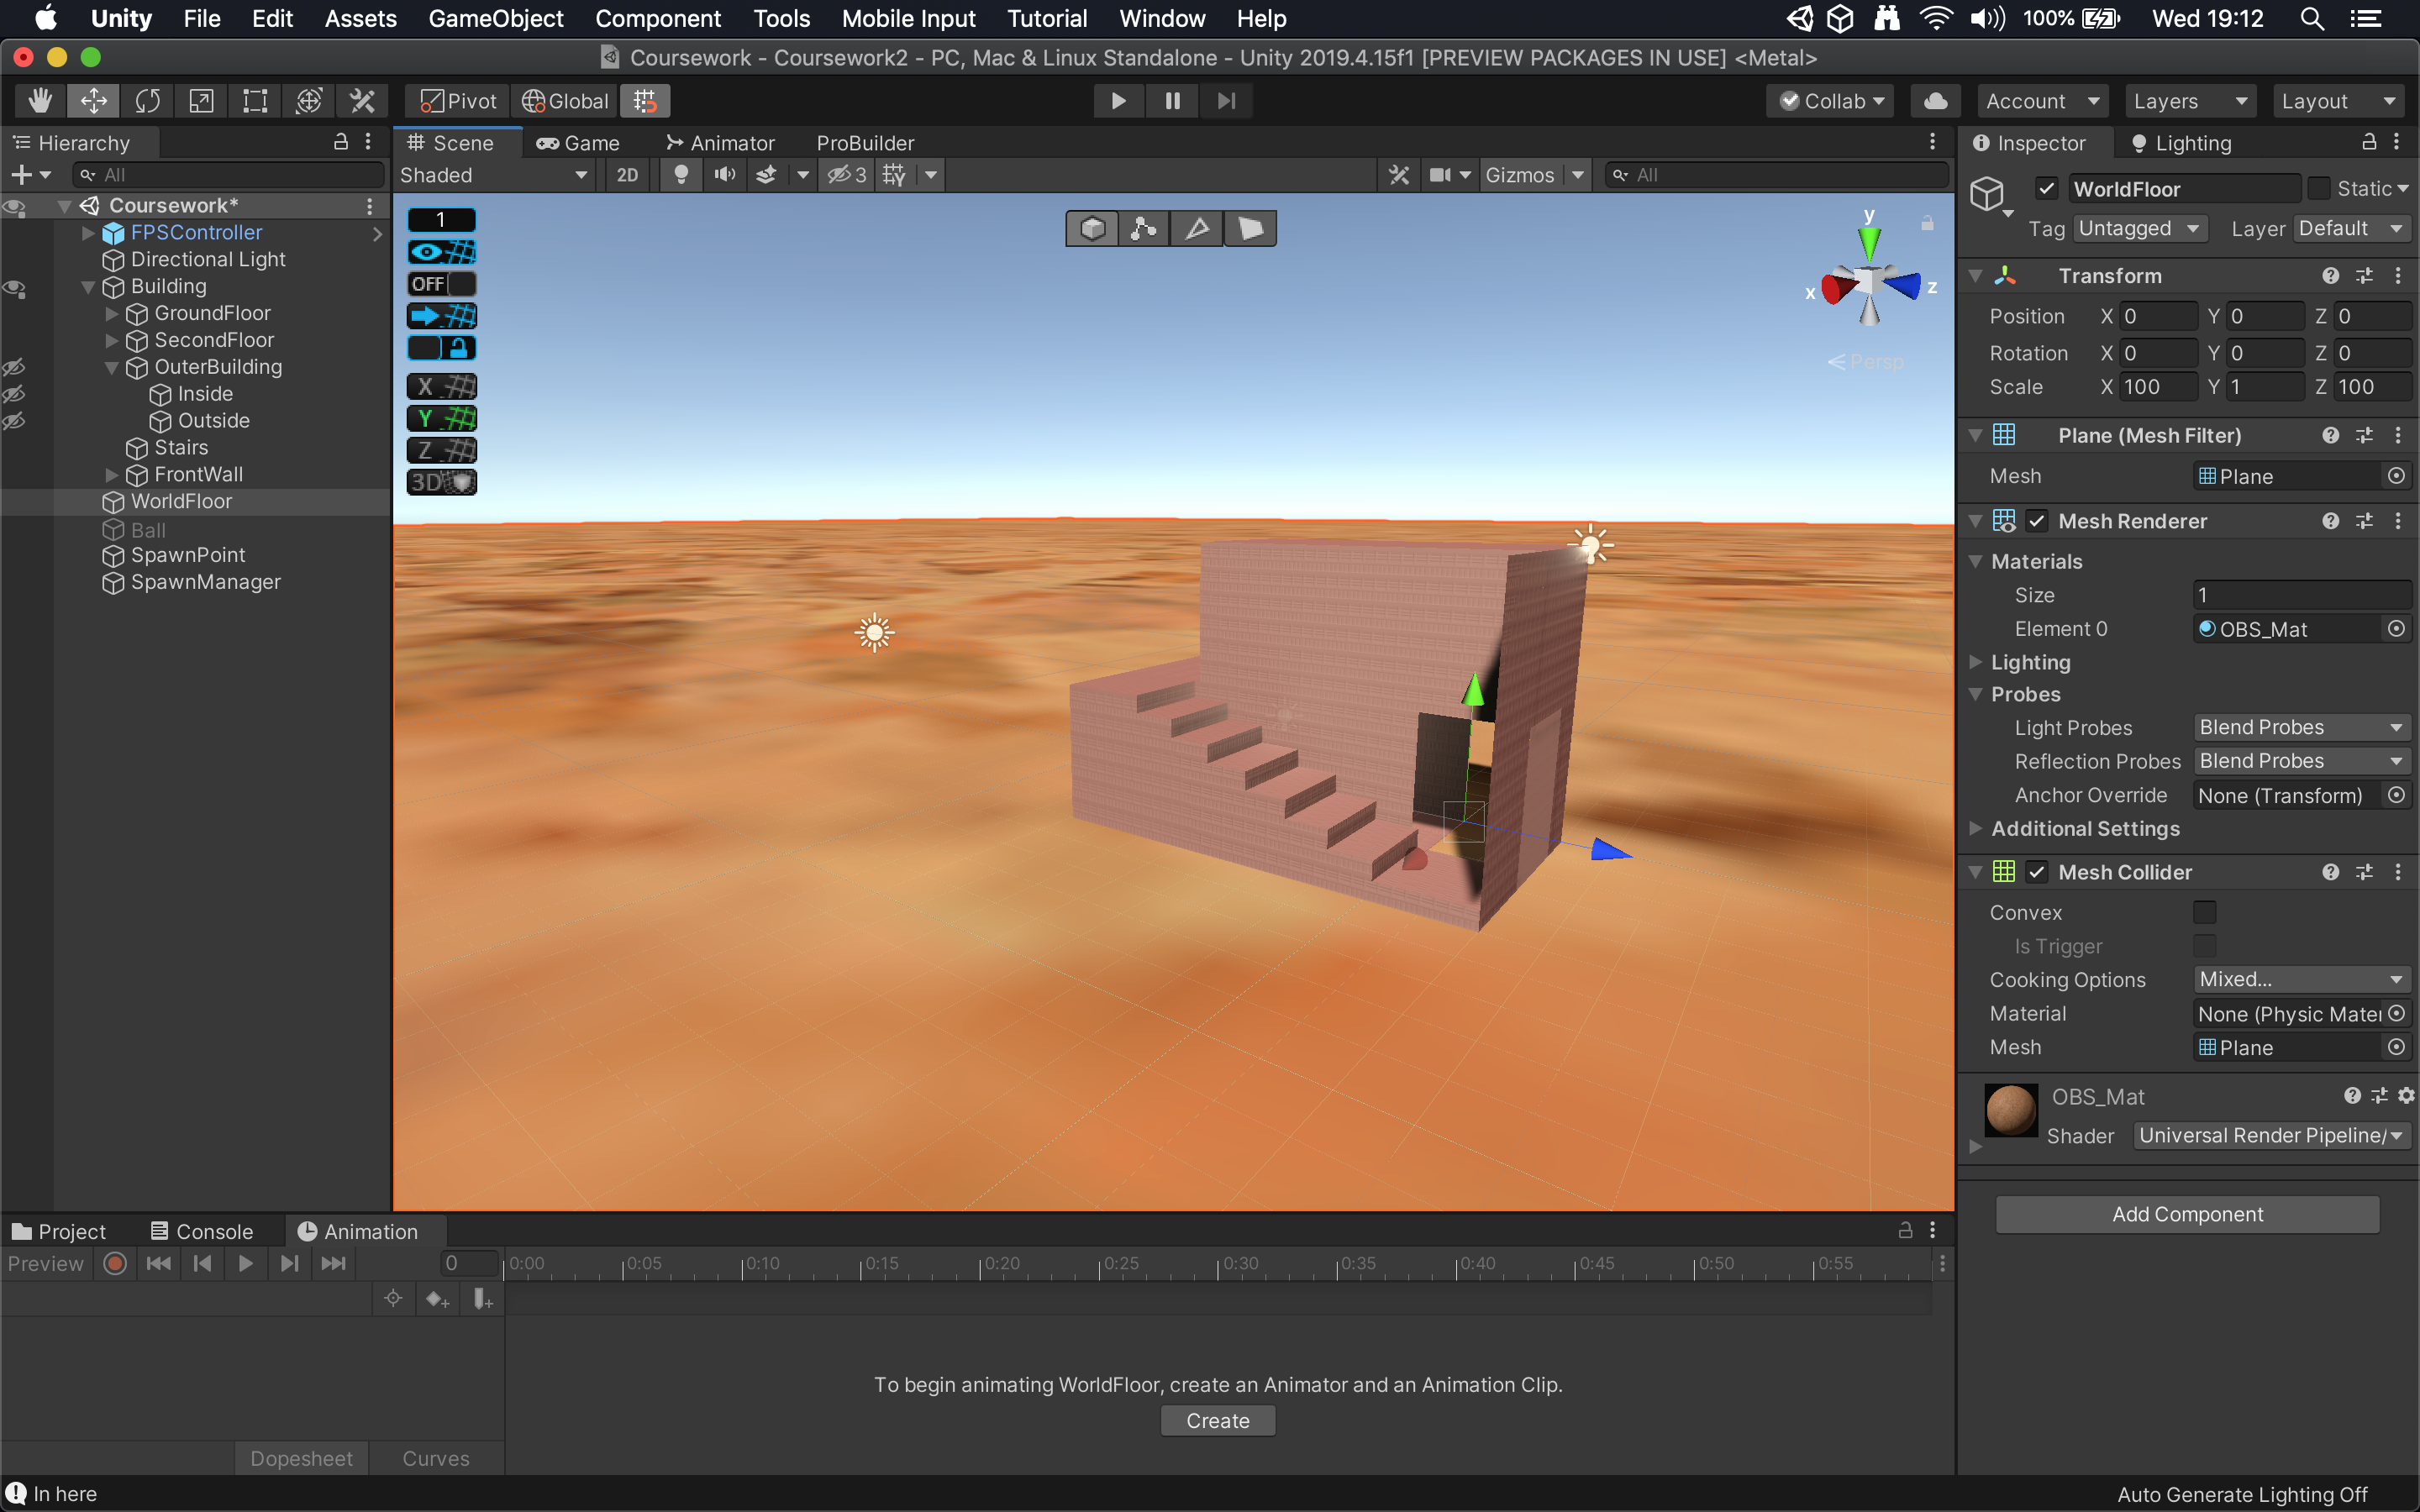 Unity File Edit Assets GameObject Component Tools Mobile Input Tutorial Window Help 100% Wed 19:12
Coursework - Coursework2 - PC, Mac & Linux Standalone - Unity 2019.4.15f1 [PREVIEW PACKAGES IN USE] <Metal>
Pivot Global Collab Account Layers Layout
Hierarchy
All
Coursework*
FPSController
Directional Light
Building
GroundFloor
SecondFloor
OuterBuilding
Inside
Outside
Stairs
FrontWall
WorldFloor
Ball
SpawnPoint
SpawnManager
Scene Game Animator ProBuilder
Shaded 2D 3 Gizmos All
1
OFF
X
Y
Z
3D
y
x z
Persp
Inspector Lighting
WorldFloor Static
Tag Untagged Layer Default
Transform
Position X 0 Y 0 Z 0
Rotation X 0 Y 0 Z 0
Scale X 100 Y 1 Z 100
Plane (Mesh Filter)
Mesh Plane
Mesh Renderer
Materials
Size 1
Element 0 OBS_Mat
Lighting
Probes
Light Probes Blend Probes
Reflection Probes Blend Probes
Anchor Override None (Transform)
Additional Settings
Mesh Collider
Convex
Is Trigger
Cooking Options Mixed...
Material None (Physic Mater
Mesh Plane
OBS_Mat
Shader Universal Render Pipeline/
Add Component
Project Console Animation
Preview 0 0:00 0:05 0:10 0:15 0:20 0:25 0:30 0:35 0:40 0:45 0:50 0:55
To begin animating WorldFloor, create an Animator and an Animation Clip.
Create
Dopesheet Curves
In here
Auto Generate Lighting Off